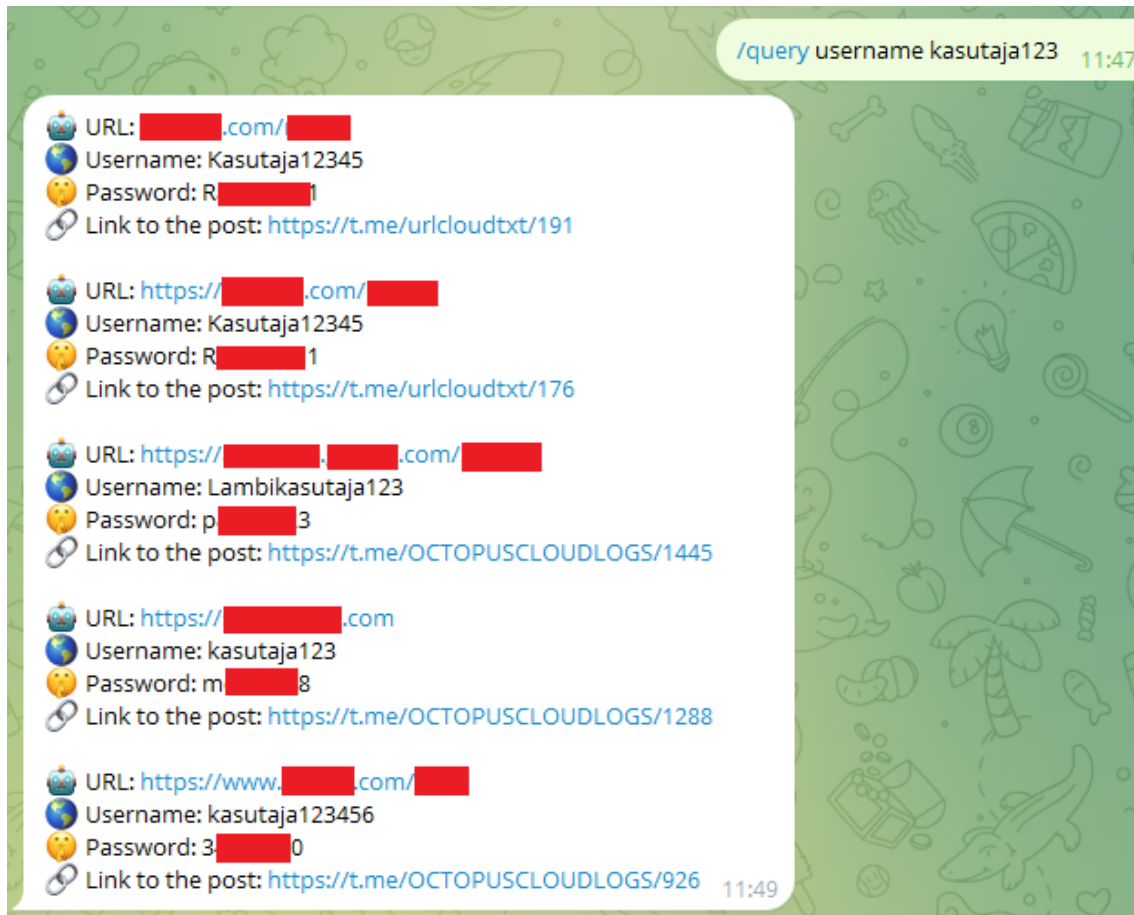 /query username kasutaja123 11:47
URL: .com/
Username: Kasutaja12345
Password: R 1
Link to the post: https://t.me/urlcloudtxt/191
URL: https:// .com/
Username: Kasutaja12345
Password: R 1
Link to the post: https://t.me/urlcloudtxt/176
URL: https:// . .com/
Username: Lambikasutaja123
Password: p 3
Link to the post: https://t.me/OCTOPUSCLOUDLOGS/1445
URL: https:// .com
Username: kasutaja123
Password: m 8
Link to the post: https://t.me/OCTOPUSCLOUDLOGS/1288
URL: https://www. .com/
Username: kasutaja123456
Password: 3 0
Link to the post: https://t.me/OCTOPUSCLOUDLOGS/926 11:49